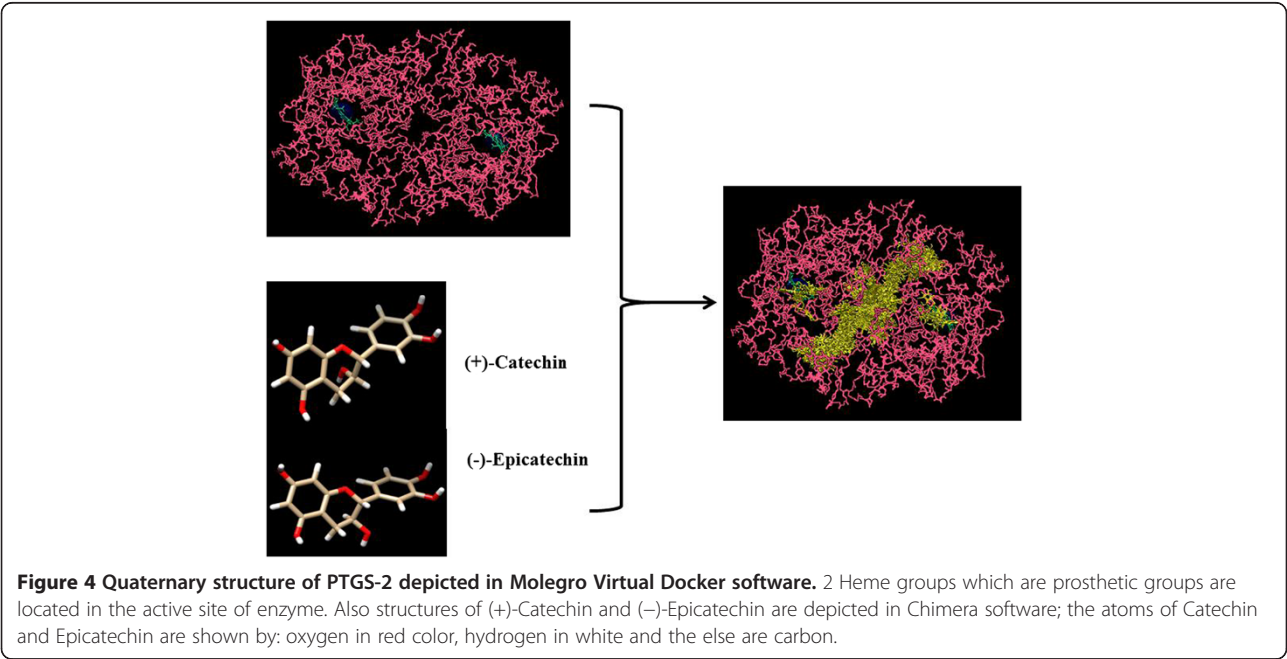 (+)-Catechin
(-)-Epicatechin
Figure 4 Quaternary structure of PTGS-2 depicted in Molegro Virtual Docker software. 2 Heme groups which are prosthetic groups are
located in the active site of enzyme. Also structures of (+)-Catechin and (−)-Epicatechin are depicted in Chimera software; the atoms of Catechin
and Epicatechin are shown by: oxygen in red color, hydrogen in white and the else are carbon.